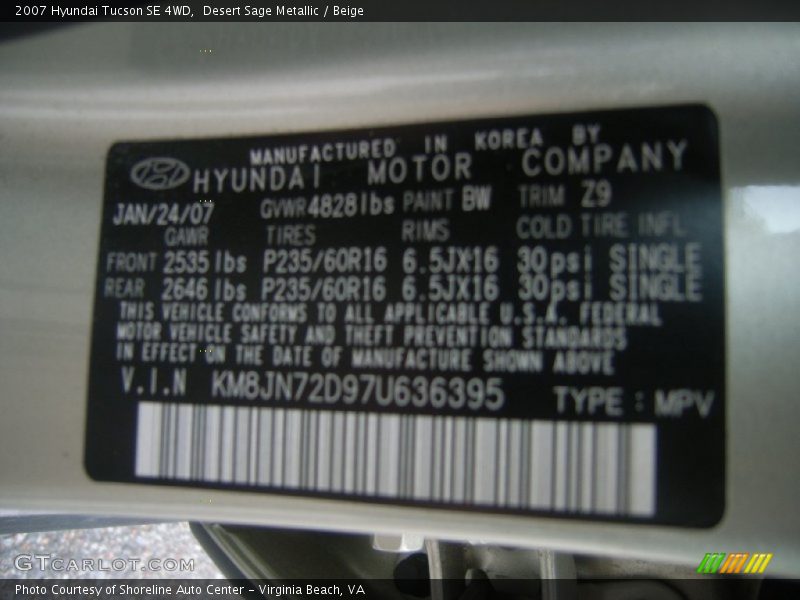 2007 Hyundai Tucson SE 4WD, Desert Sage Metallic / Beige
MANUFACTURED IN KOREA BY
HYUNDAI MOTOR COMPANY
JAN/24/07 GVWR 4828 lbs PAINT BW TRIM Z9
GAWR TIRES RIMS COLD TIRE INFL
FRONT 2535 lbs P235/60R16 6.5JX16 30psi SINGLE
REAR 2646 lbs P235/60R16 6.5JX16 30psi SINGLE
THIS VEHICLE CONFORMS TO ALL APPLICABLE U.S.A. FEDERAL
MOTOR VEHICLE SAFETY AND THEFT PREVENTION STANDARDS
IN EFFECT ON THE DATE OF MANUFACTURE SHOWN ABOVE
V.I.N KM8JN72D97U636395 TYPE : MPV
GTCARLOT.COM
Photo Courtesy of Shoreline Auto Center - Virginia Beach, VA